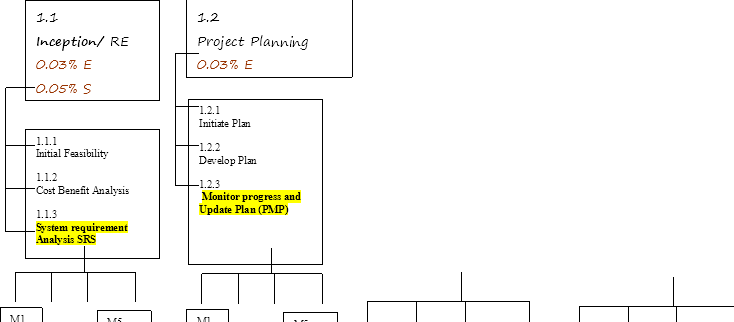 1.1
Inception/ RE
0.03% E
0.05% S
1.1.1
Initial Feasibility
1.1.2
Cost Benefit Analysis
1.1.3
System requirement
Analysis SRS
M1
M5
1.2
Project Planning
0.03% E
1.2.1
Initiate Plan
1.2.2
Develop Plan
1.2.3
Monitor progress and
Update Plan (PMP)
M1